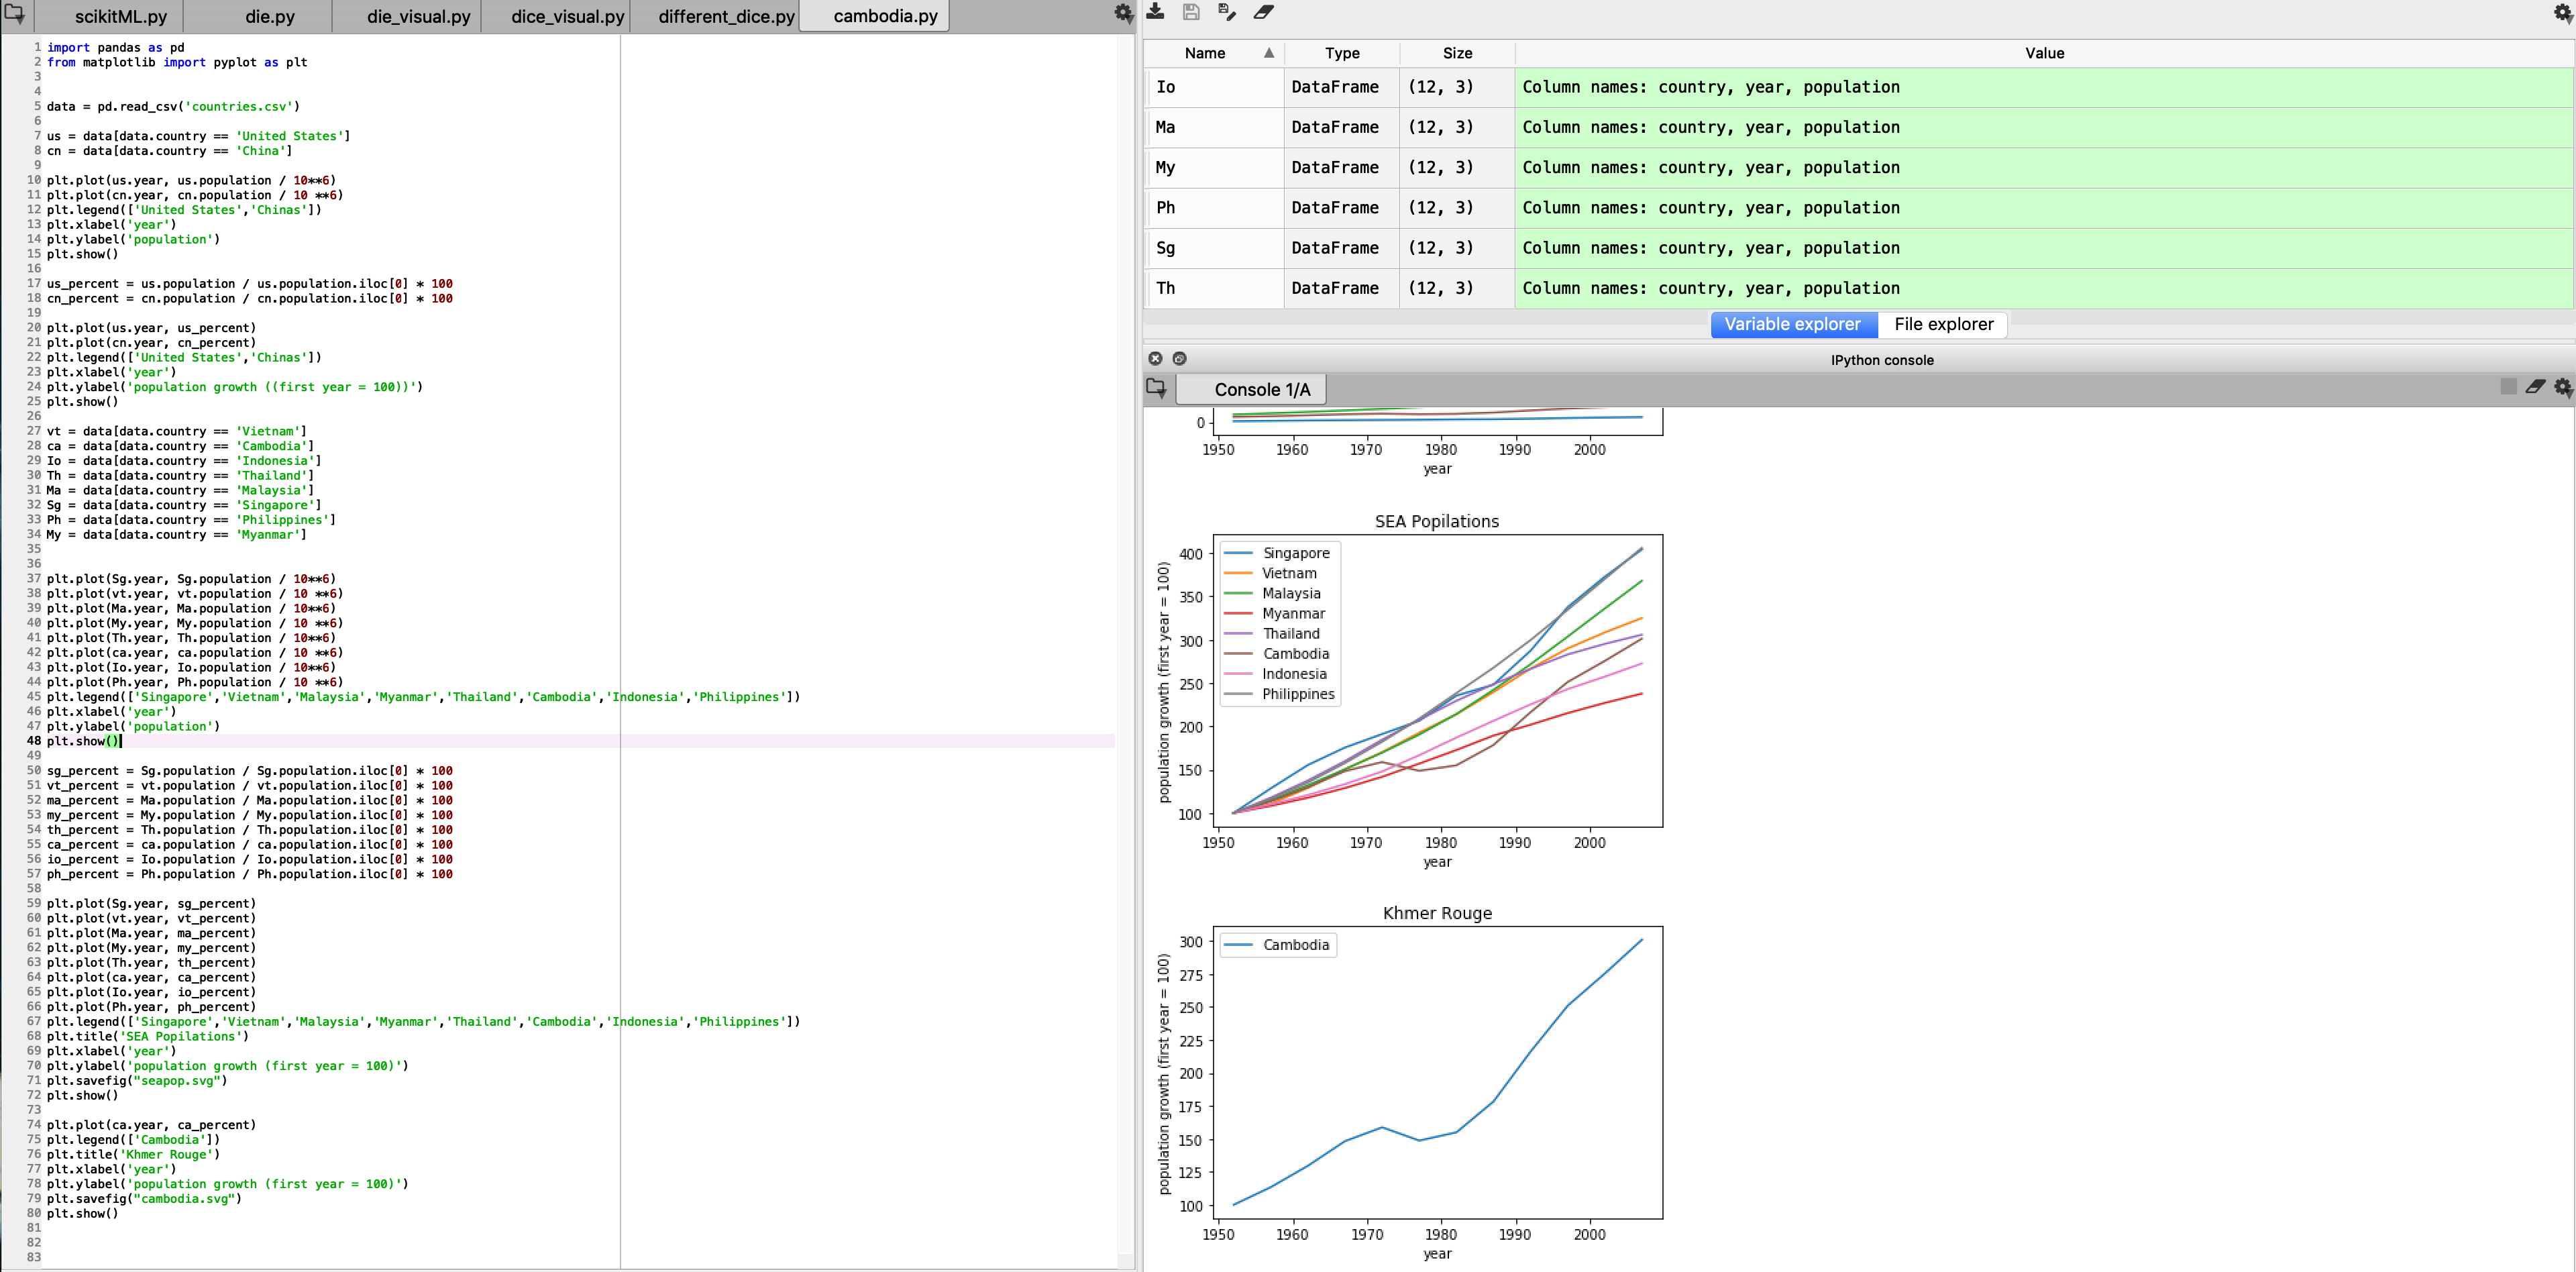 scikitML.py die.py die_visual.py dice_visual.py different_dice.py cambodia.py
1 import pandas as pd
2 from matplotlib import pyplot as plt
3
4
5 data = pd.read_csv('countries.csv')
6
7 us = data[data.country == 'United States']
8 cn = data[data.country == 'China']
9
10 plt.plot(us.year, us.population / 10**6)
11 plt.plot(cn.year, cn.population / 10 **6)
12 plt.legend(['United States','Chinas'])
13 plt.xlabel('year')
14 plt.ylabel('population')
15 plt.show()
16
17 us_percent = us.population / us.population.iloc[0] * 100
18 cn_percent = cn.population / cn.population.iloc[0] * 100
19
20 plt.plot(us.year, us_percent)
21 plt.plot(cn.year, cn_percent)
22 plt.legend(['United States','Chinas'])
23 plt.xlabel('year')
24 plt.ylabel('population growth ((first year = 100))')
25 plt.show()
26
27 vt = data[data.country == 'Vietnam']
28 ca = data[data.country == 'Cambodia']
29 Io = data[data.country == 'Indonesia']
30 Th = data[data.country == 'Thailand']
31 Ma = data[data.country == 'Malaysia']
32 Sg = data[data.country == 'Singapore']
33 Ph = data[data.country == 'Philippines']
34 My = data[data.country == 'Myanmar']
35
36
37 plt.plot(Sg.year, Sg.population / 10**6)
38 plt.plot(vt.year, vt.population / 10 **6)
39 plt.plot(Ma.year, Ma.population / 10**6)
40 plt.plot(My.year, My.population / 10 **6)
41 plt.plot(Th.year, Th.population / 10**6)
42 plt.plot(ca.year, ca.population / 10 **6)
43 plt.plot(Io.year, Io.population / 10**6)
44 plt.plot(Ph.year, Ph.population / 10 **6)
45 plt.legend(['Singapore','Vietnam','Malaysia','Myanmar','Thailand','Cambodia','Indonesia','Philippines'])
46 plt.xlabel('year')
47 plt.ylabel('population')
48 plt.show()
49
50 sg_percent = Sg.population / Sg.population.iloc[0] * 100
51 vt_percent = vt.population / vt.population.iloc[0] * 100
52 ma_percent = Ma.population / Ma.population.iloc[0] * 100
53 my_percent = My.population / My.population.iloc[0] * 100
54 th_percent = Th.population / Th.population.iloc[0] * 100
55 ca_percent = ca.population / ca.population.iloc[0] * 100
56 io_percent = Io.population / Io.population.iloc[0] * 100
57 ph_percent = Ph.population / Ph.population.iloc[0] * 100
58
59 plt.plot(Sg.year, sg_percent)
60 plt.plot(vt.year, vt_percent)
61 plt.plot(Ma.year, ma_percent)
62 plt.plot(My.year, my_percent)
63 plt.plot(Th.year, th_percent)
64 plt.plot(ca.year, ca_percent)
65 plt.plot(Io.year, io_percent)
66 plt.plot(Ph.year, ph_percent)
67 plt.legend(['Singapore','Vietnam','Malaysia','Myanmar','Thailand','Cambodia','Indonesia','Philippines'])
68 plt.title('SEA Popilations')
69 plt.xlabel('year')
70 plt.ylabel('population growth (first year = 100)')
71 plt.savefig("seapop.svg")
72 plt.show()
73
74 plt.plot(ca.year, ca_percent)
75 plt.legend(['Cambodia'])
76 plt.title('Khmer Rouge')
77 plt.xlabel('year')
78 plt.ylabel('population growth (first year = 100)')
79 plt.savefig("cambodia.svg")
80 plt.show()
81
82
83
Name Type Size Value
Io DataFrame (12, 3) Column names: country, year, population
Ma DataFrame (12, 3) Column names: country, year, population
My DataFrame (12, 3) Column names: country, year, population
Ph DataFrame (12, 3) Column names: country, year, population
Sg DataFrame (12, 3) Column names: country, year, population
Th DataFrame (12, 3) Column names: country, year, population
Variable explorer File explorer
IPython console
Console 1/A
0
1950 1960 1970 1980 1990 2000
year
SEA Popilations
population growth (first year = 100)
400
350
300
250
200
150
100
Singapore
Vietnam
Malaysia
Myanmar
Thailand
Cambodia
Indonesia
Philippines
1950 1960 1970 1980 1990 2000
year
Khmer Rouge
population growth (first year = 100)
300
275
250
225
200
175
150
125
100
Cambodia
1950 1960 1970 1980 1990 2000
year